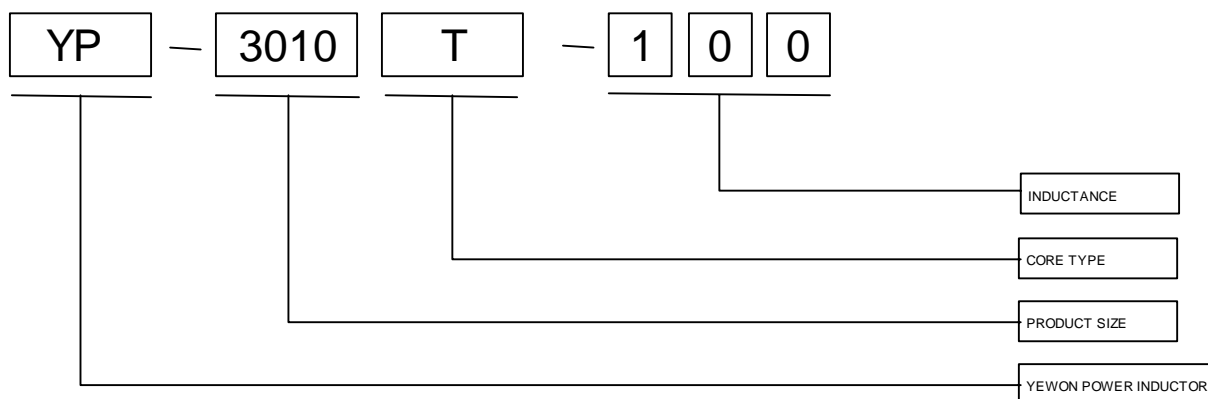 YP — 3010 T — 1 0 0
INDUCTANCE
CORE TYPE
PRODUCT SIZE
YEWON POWER INDUCTOR